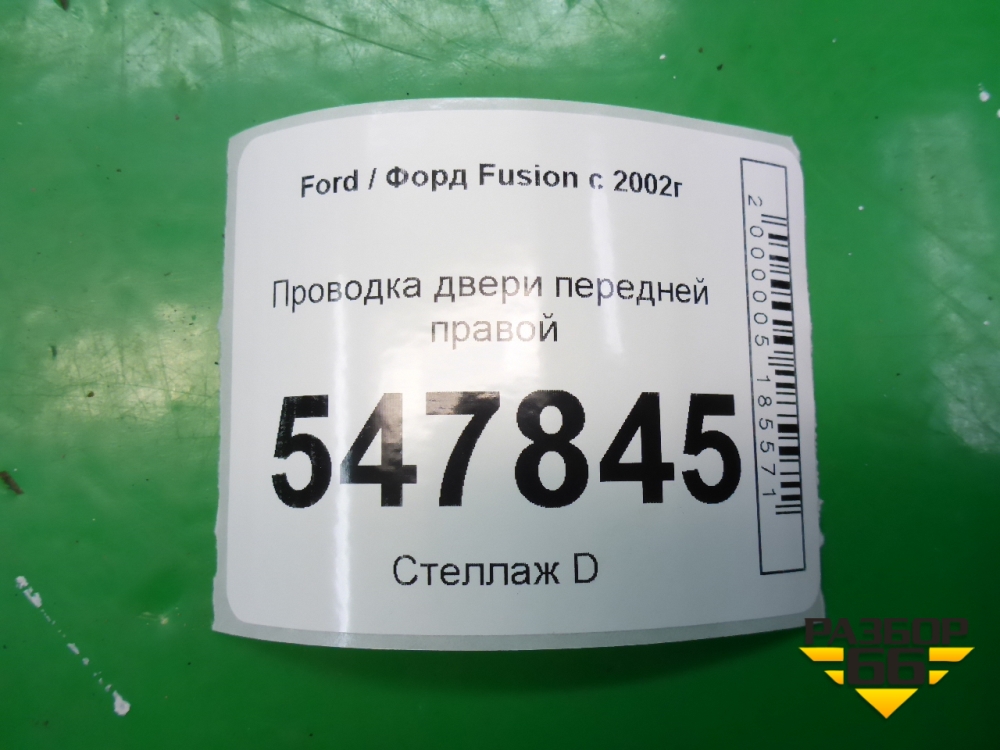 Ford / Форд Fusion с 2002г
Проводка двери передней
правой
547845
Стеллаж D
2000005185571
РАЗБОР
66